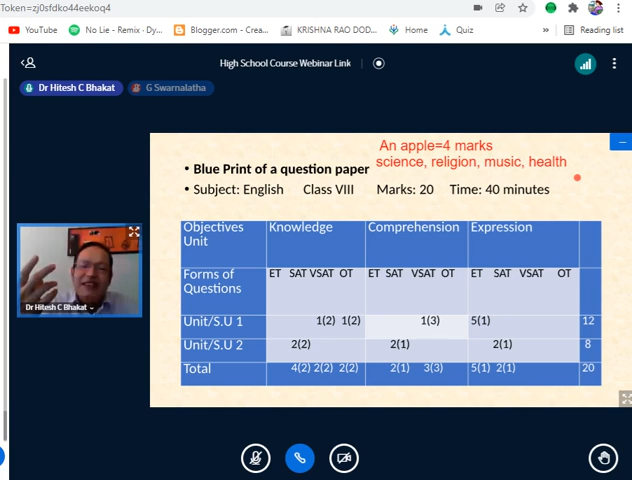 Token=zj0sfdko44eekoq4
YouTube No Lie - Remix · Dy... Blogger.com - Crea... KRISHNA RAO DOD... Home Quiz » Reading list
High School Course Webinar Link
Dr Hitesh C Bhakat G Swarnalatha
An apple=4 marks
science, religion, music, health
• Blue Print of a question paper
• Subject: English Class VIII Marks: 20 Time: 40 minutes
Objectives Knowledge Comprehension Expression
Unit
Forms of Questions ET SAT VSAT OT ET SAT VSAT OT ET SAT VSAT OT
Unit/S.U 1 1(2) 1(2) 1(3) 5(1) 12
Unit/S.U 2 2(2) 2(1) 2(1) 8
Total 4(2) 2(2) 2(2) 2(1) 3(3) 5(1) 2(1) 20
Dr Hitesh C Bhakat